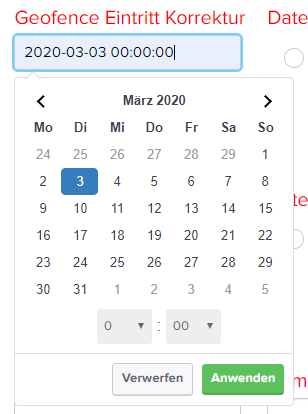 Geofence Eintritt Korrektur Date
2020-03-03 00:00:00
März 2020
Mo Di Mi Do Fr Sa So
24 25 26 27 28 29 1
2 3 4 5 6 7 8
9 10 11 12 13 14 15
16 17 18 19 20 21 22
23 24 25 26 27 28 29
30 31 1 2 3 4 5
0 : 00
Verwerfen Anwenden